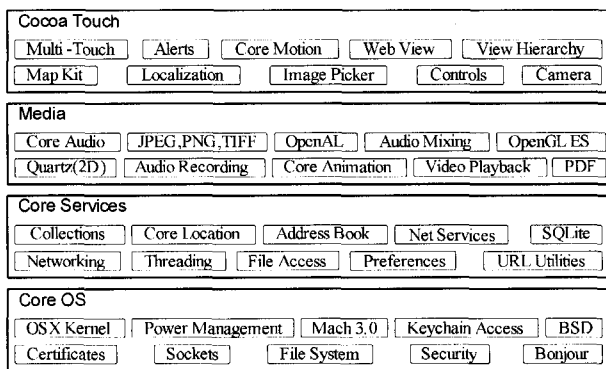 Cocoa Touch
Multi-Touch Alerts Core Motion Web View View Hierarchy
Map Kit Localization Image Picker Controls Camera
Media
Core Audio JPEG,PNG,TIFF OpenAL Audio Mixing OpenGL ES
Quartz(2D) Audio Recording Core Animation Video Playback PDF
Core Services
Collections Core Location Address Book Net Services SQLite
Networking Threading File Access Preferences URL Utilities
Core OS
OSX Kernel Power Management Mach 3.0 Keychain Access BSD
Certificates Sockets File System Security Bonjour